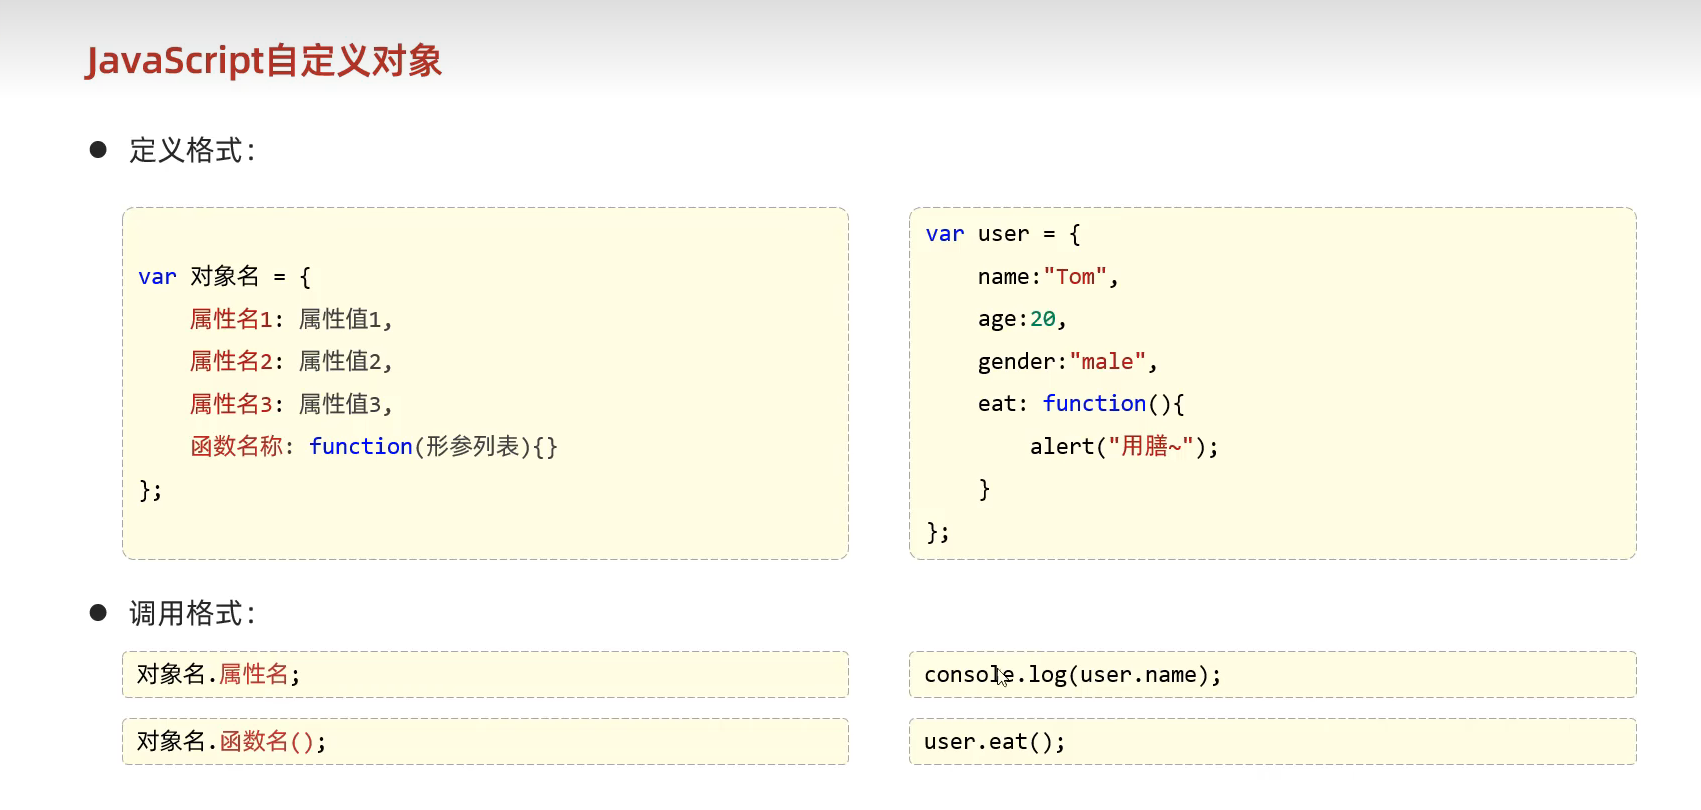 JavaScript自定义对象
● 定义格式：
var 对象名 = {
    属性名1: 属性值1,
    属性名2: 属性值2,
    属性名3: 属性值3,
    函数名称: function(形参列表){}
};
var user = {
    name:"Tom",
    age:20,
    gender:"male",
    eat: function(){
        alert("用膳~");
    }
};
● 调用格式：
对象名.属性名;
console.log(user.name);
对象名.函数名();
user.eat();